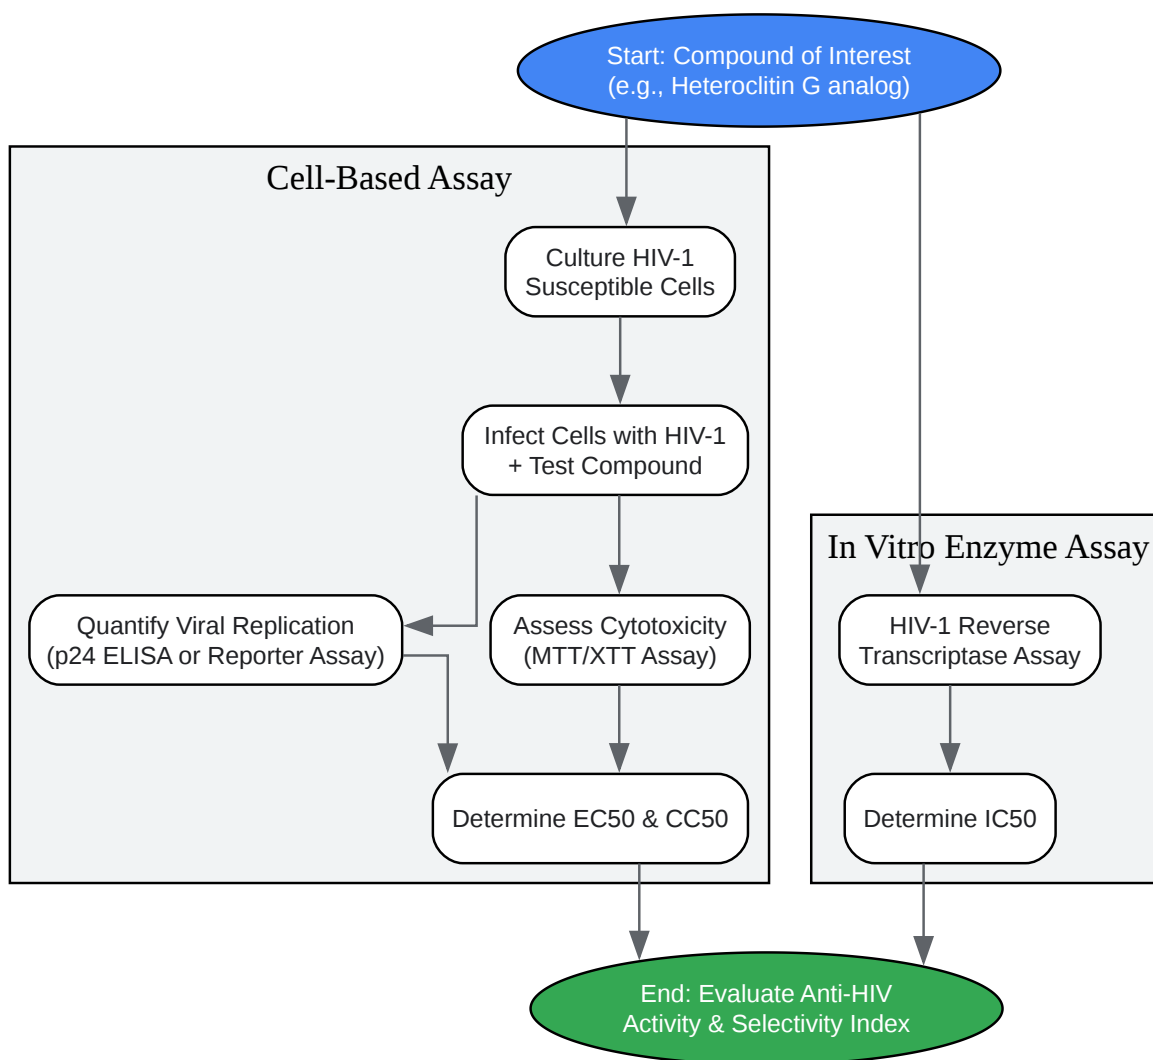 Start: Compound of Interest
(e.g., Heteroclitin G analog)
Cell-Based Assay
Culture HIV-1
Susceptible Cells
Infect Cells with HIV-1
+ Test Compound
Quantify Viral Replication
(p24 ELISA or Reporter Assay)
Assess Cytotoxicity
(MTT/XTT Assay)
Determine EC50 & CC50
In Vitro Enzyme Assay
HIV-1 Reverse
Transcriptase Assay
Determine IC50
End: Evaluate Anti-HIV
Activity & Selectivity Index